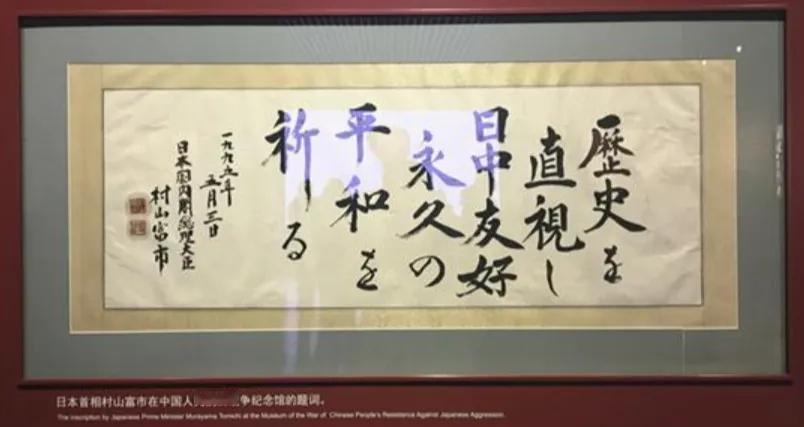 歴史を
直視し
日中友好
永久の
平和を
祈る
一九九五年
五月三日
日本国内閣総理大臣
村山富市
日本首相村山富市在中国人 争纪念馆的题词。
The inscription by Japanese Prime Minister Murayama Tomiichi at the Museum of the War of Chinese People's Resistance Against Japanese Aggression.